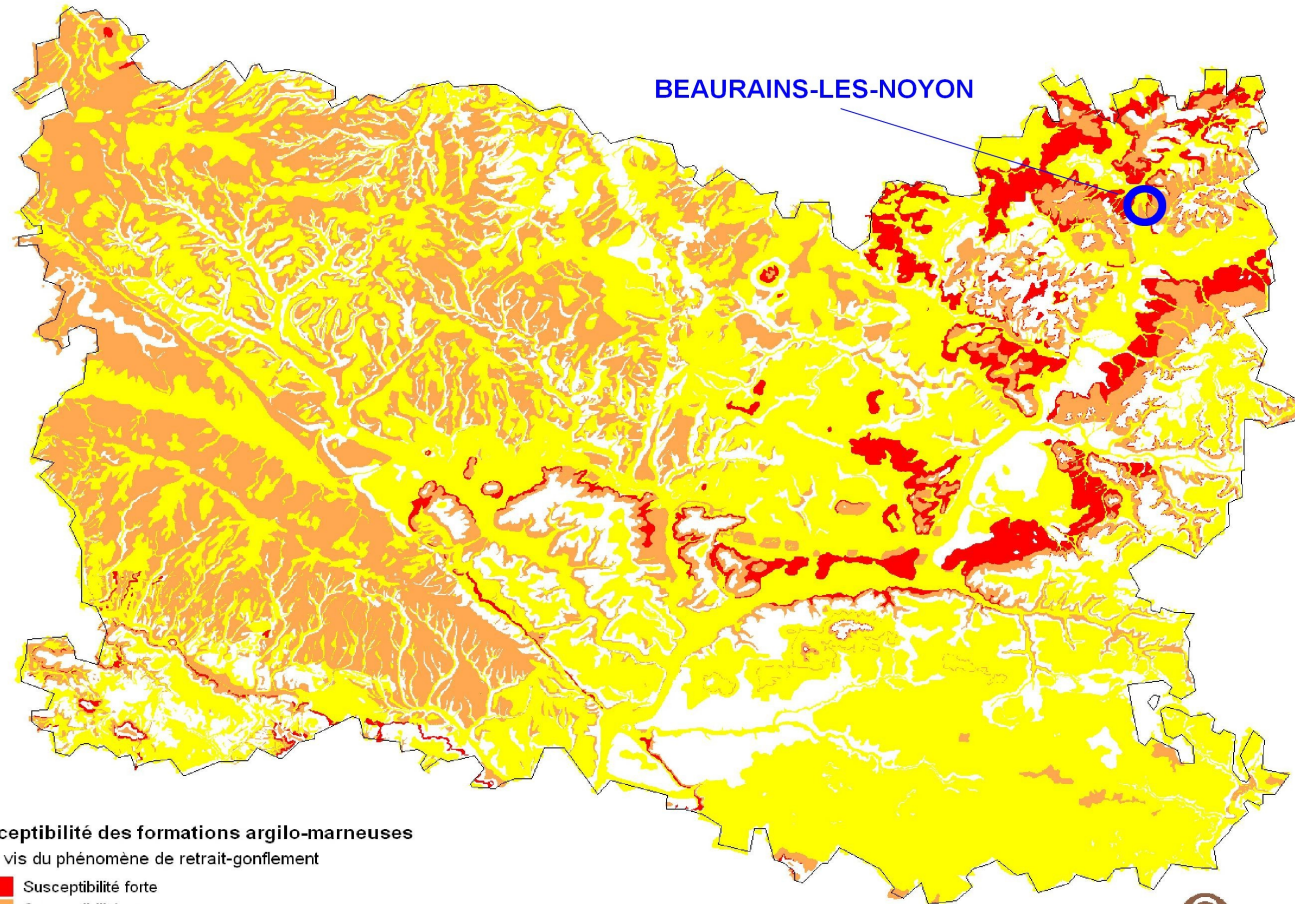 BEAURAINS-LES-NOYON
ceptibilité des formations argilo-marneuses
vis du phénomène de retrait-gonflement
Susceptibilité forte